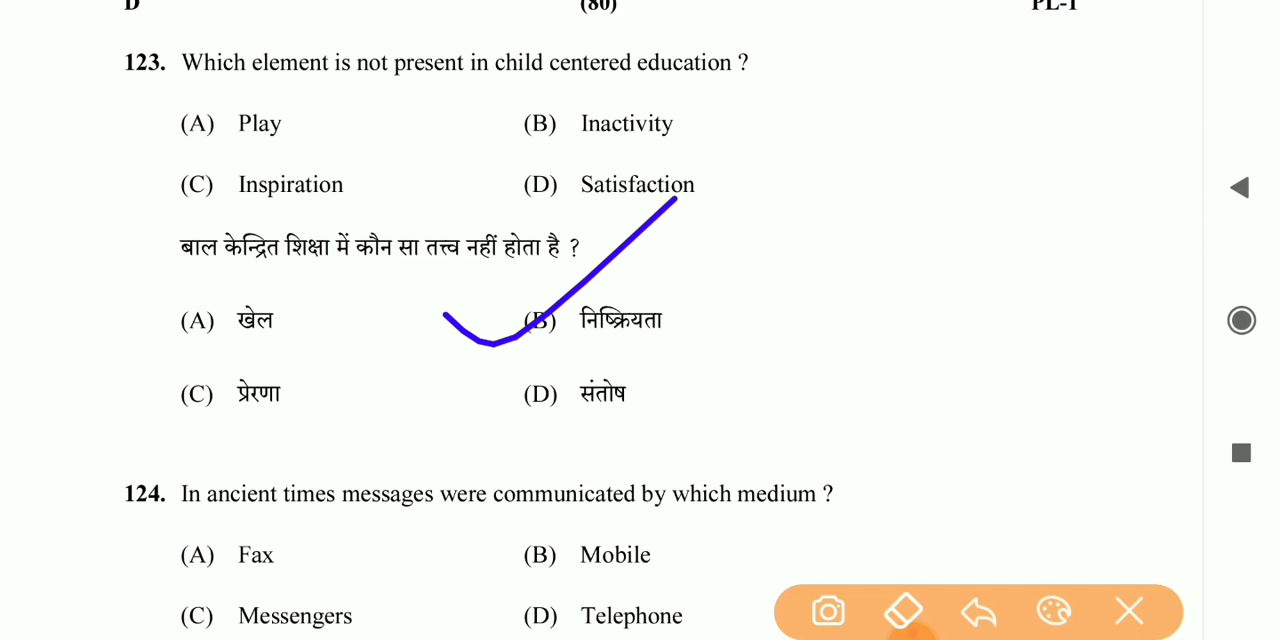 D (80) PL-1
123. Which element is not present in child centered education ?
(A) Play (B) Inactivity
(C) Inspiration (D) Satisfaction
बाल केन्द्रित शिक्षा में कौन सा तत्त्व नहीं होता है ?
(A) खेल (B) निष्क्रियता
(C) प्रेरणा (D) संतोष
124. In ancient times messages were communicated by which medium ?
(A) Fax (B) Mobile
(C) Messengers (D) Telephone